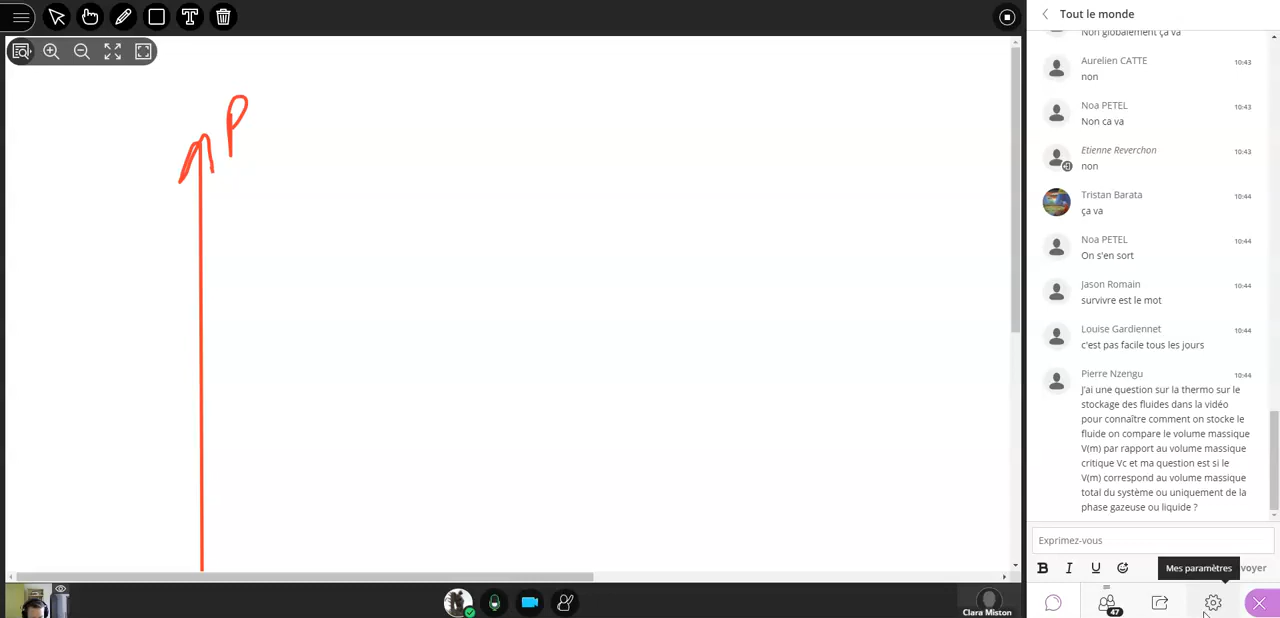 T
P
Tout le monde
Non globalement ça va
Aurelien CATTE 10:43
non
Noa PETEL 10:43
Non ca va
Etienne Reverchon 10:43
non
Tristan Barata 10:44
ça va
Noa PETEL 10:44
On s'en sort
Jason Romain 10:44
survivre est le mot
Louise Gardiennet 10:44
c'est pas facile tous les jours
Pierre Nzengu 10:44
J'ai une question sur la thermo sur le
stockage des fluides dans la vidéo
pour connaître comment on stocke le
fluide on compare le volume massique
V(m) par rapport au volume massique
critique Vc et ma question est si le
V(m) correspond au volume massique
total du système ou uniquement de la
phase gazeuse ou liquide ?
Exprimez-vous
B I U Mes paramètres voyer
47
Clara Miston